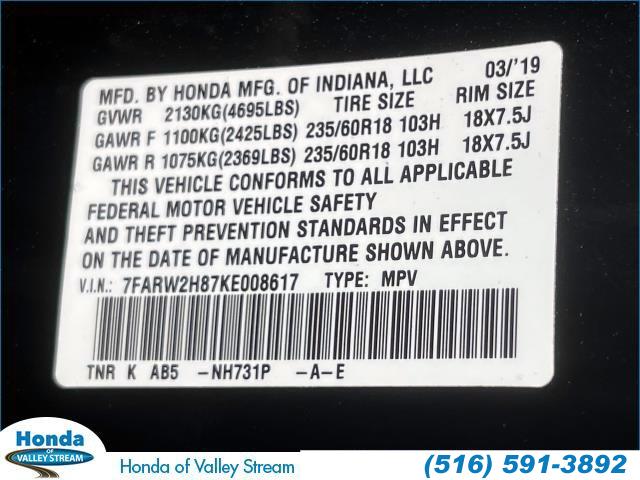 MFD. BY HONDA MFG. OF INDIANA, LLC 03/'19
GVWR 2130KG(4695LBS) TIRE SIZE RIM SIZE
GAWR F 1100KG(2425LBS) 235/60R18 103H 18X7.5J
GAWR R 1075KG(2369LBS) 235/60R18 103H 18X7.5J
THIS VEHICLE CONFORMS TO ALL APPLICABLE
FEDERAL MOTOR VEHICLE SAFETY
AND THEFT PREVENTION STANDARDS IN EFFECT
ON THE DATE OF MANUFACTURE SHOWN ABOVE.
V.I.N.: 7FARW2H87KE008617 TYPE: MPV
TNR K AB5 -NH731P -A-E
Honda
OF
VALLEY STREAM
Honda of Valley Stream
(516) 591-3892